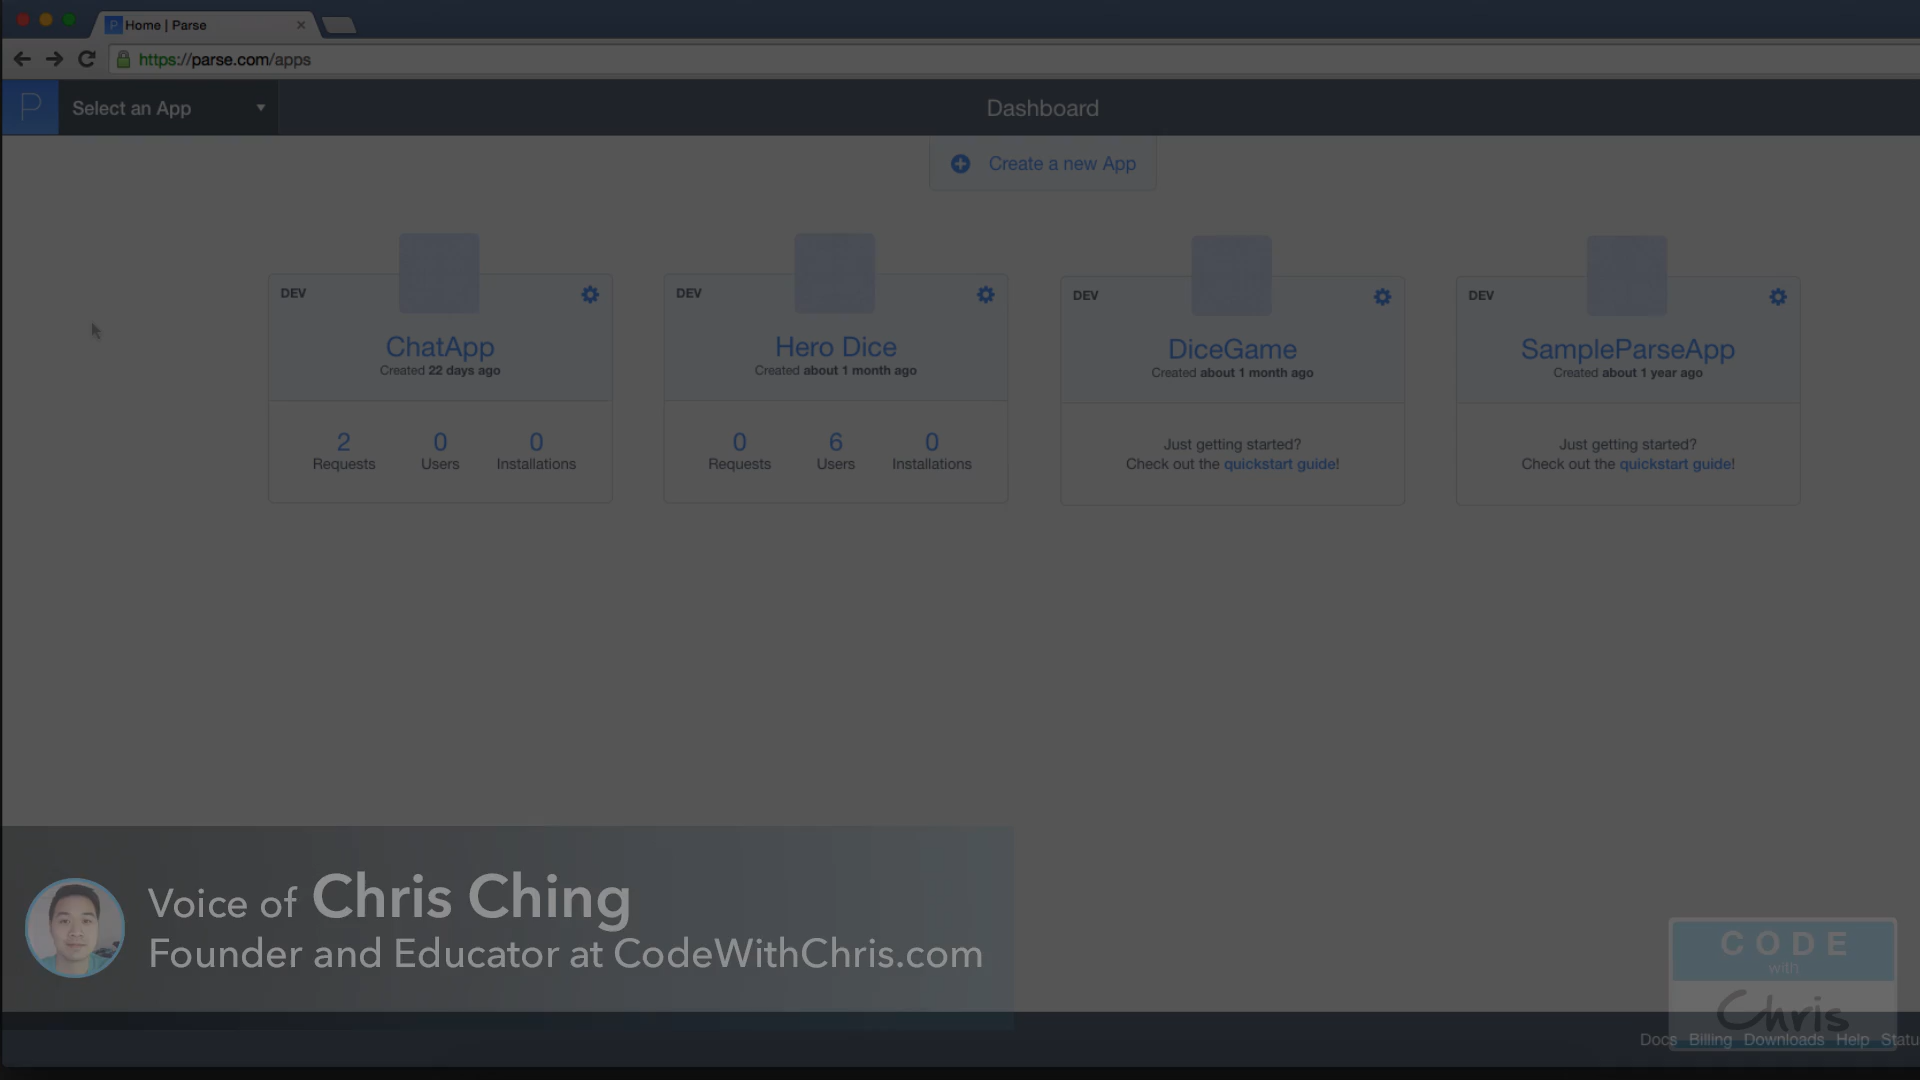 Home | Parse
https://parse.com/apps
P Select an App
Dashboard
Create a new App
DEV
ChatApp
Created 22 days ago
2 0 0
Requests Users Installations
DEV
Hero Dice
Created about 1 month ago
0 6 0
Requests Users Installations
DEV
DiceGame
Created about 1 month ago
Just getting started?
Check out the quickstart guide!
DEV
SampleParseApp
Created about 1 year ago
Just getting started?
Check out the quickstart guide!
Voice of Chris Ching
Founder and Educator at CodeWithChris.com
CODE
with
Chris
Docs Billing Downloads Help Statu